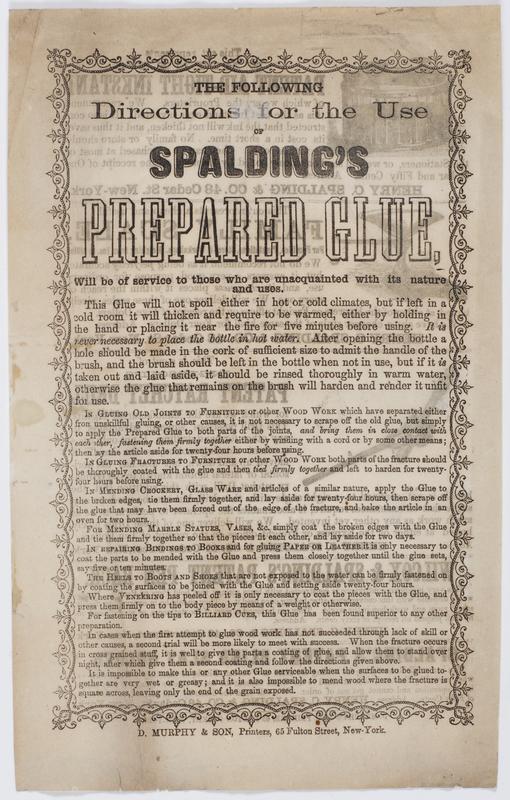 THE FOLLOWING
Directions for the Use
OF
SPALDING'S
PREPARED GLUE,
Will be of service to those who are unacquainted with its nature
and uses.
This Glue will not spoil either in hot or cold climates, but if left in a
cold room it will thicken and require to be warmed, either by holding in
the hand or placing it near the fire for five minutes before using. It is
never necessary to place the bottle in hot water. After opening the bottle a
hole should be made in the cork of sufficient size to admit the handle of the
brush, and the brush should be left in the bottle when not in use, but if it is
taken out and laid aside, it should be rinsed thoroughly in warm water,
otherwise the glue that remains on the brush will harden and render it unfit
for use.
IN GLUING OLD JOINTS TO FURNITURE or other WOOD WORK which have separated either
from unskilful gluing, or other causes, it is not necessary to scrape off the old glue, but simply
to apply the Prepared Glue to both parts of the joints, and bring them in close contact with
each other, fastening them firmly together either by winding with a cord or by some other means;
then lay the article aside for twenty-four hours before using.
IN GLUING FRACTURES TO FURNITURE or other WOOD WORK both parts of the fracture should
be thoroughly coated with the glue and then tied firmly together and left to harden for twenty-
four hours before using.
IN MENDING CROCKERY, GLASS WARE and articles of a similar nature, apply the Glue to
the broken edges, tie them firmly together, and lay aside for twenty-four hours, then scrape off
the glue that may have been forced out of the edge of the fracture, and bake the article in an
oven for two hours.
FOR MENDING MARBLE STATUES, VASES, &c. simply coat the broken edges with the Glue
and tie them firmly together so that the pieces fit each other, and lay aside for two days.
IN REPAIRING BINDINGS TO BOOKS and for gluing PAPER OR LEATHER it is only necessary to
coat the parts to be mended with the Glue and press them closely together until the glue sets,
say five or ten minutes.
THE HEELS TO BOOTS AND SHOES that are not exposed to the water can be firmly fastened on
by coating the surfaces to be joined with the Glue and setting aside twenty-four hours.
Where VENEERING has peeled off it is only necessary to coat the pieces with the Glue, and
press them firmly on to the body piece by means of a weight or otherwise.
For fastening on the tips to BILLIARD CUES, this Glue has been found superior to any other
preparation.
In cases when the first attempt to glue wood work has not succeeded through lack of skill or
other causes, a second trial will be more likely to meet with success. When the fracture occurs
in cross grained stuff, it is well to give the parts a coating of glue, and allow them to stand over
night, after which give them a second coating and follow the directions given above.
It is impossible to make this or any other Glue serviceable when the surfaces to be glued to-
gether are very wet or greasy; and it is also impossible to mend wood where the fracture is
square across, leaving only the end of the grain exposed.
D. MURPHY & SON, Printers, 65 Fulton Street, New-York.